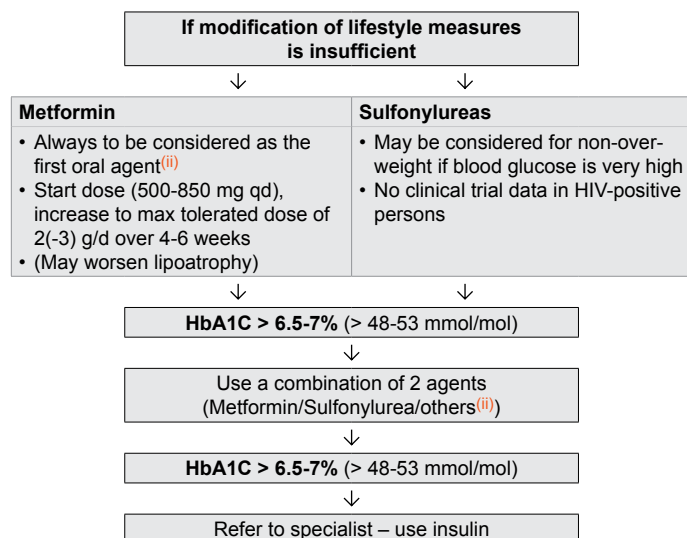 If modification of lifestyle measures
is insufficient
Metformin
• Always to be considered as the
first oral agent(ii)
• Start dose (500-850 mg qd),
increase to max tolerated dose of
2(-3) g/d over 4-6 weeks
• (May worsen lipoatrophy)
Sulfonylureas
• May be considered for non-over-
weight if blood glucose is very high
• No clinical trial data in HIV-positive
persons
HbA1C > 6.5-7% (> 48-53 mmol/mol)
Use a combination of 2 agents
(Metformin/Sulfonylurea/others(ii))
HbA1C > 6.5-7% (> 48-53 mmol/mol)
Refer to specialist – use insulin